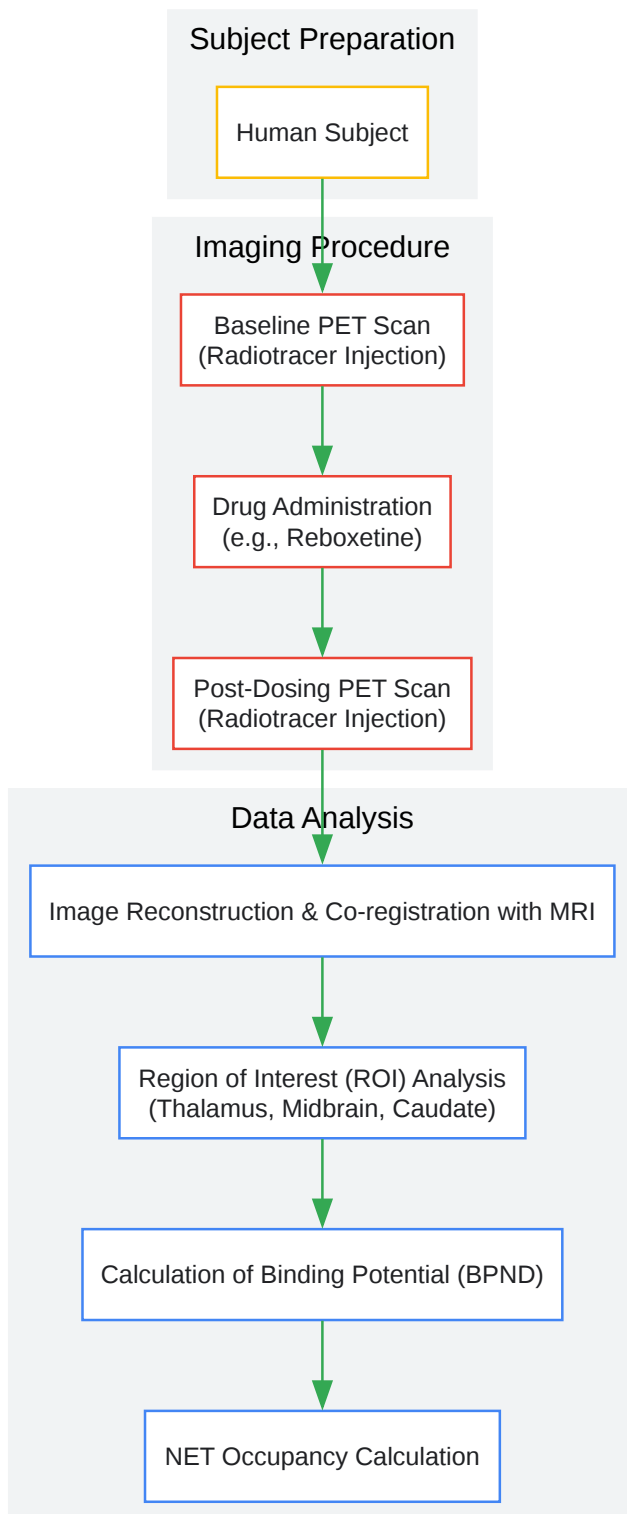 Subject Preparation
Human Subject
Imaging Procedure
Baseline PET Scan
(Radiotracer Injection)
Drug Administration
(e.g., Reboxetine)
Post-Dosing PET Scan
(Radiotracer Injection)
Data Analysis
Image Reconstruction & Co-registration with MRI
Region of Interest (ROI) Analysis
(Thalamus, Midbrain, Caudate)
Calculation of Binding Potential (BPND)
NET Occupancy Calculation